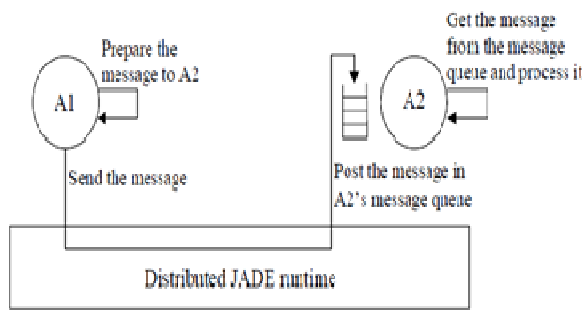 Prepare the
message to A2
A1
Send the message
Get the message
from the message
queue and process it
A2
Post the message in
A2's message queue
Distributed JADE runtime